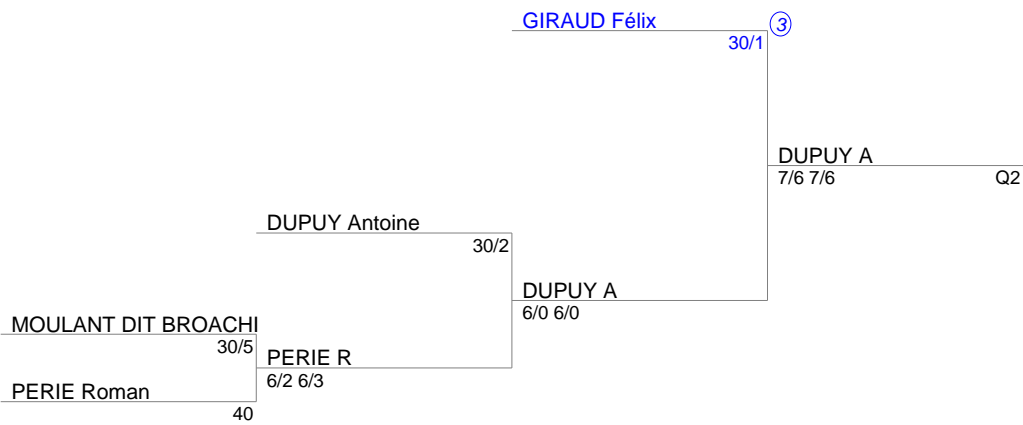 GIRAUD Félix
3
30/1
DUPUY A
7/6 7/6
Q2
DUPUY Antoine
30/2
DUPUY A
6/0 6/0
MOULANT DIT BROACHI
30/5
PERIE R
6/2 6/3
PERIE Roman
40